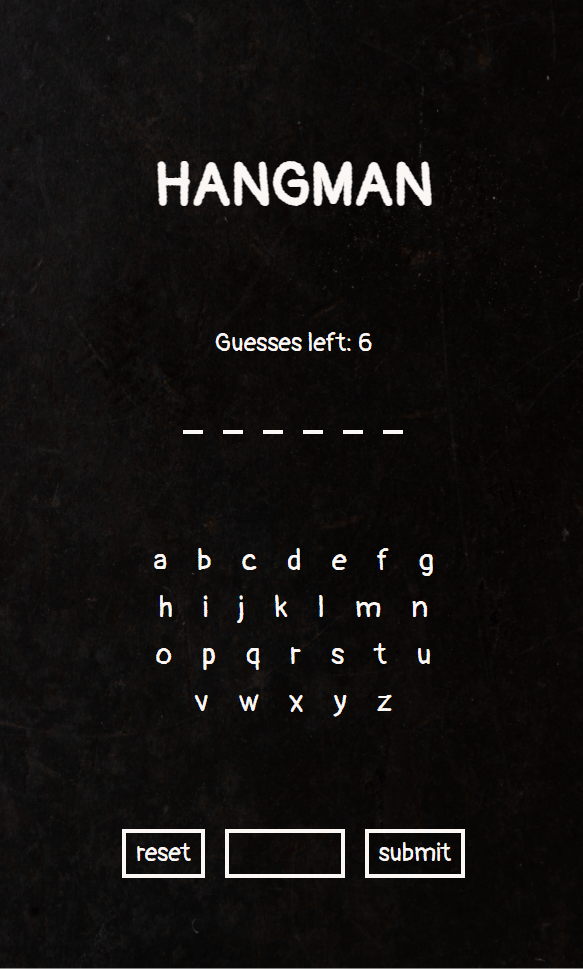 HANGMAN
Guesses left: 6
_ _ _ _ _ _
a b c d e f g
h i j k l m n
o p q r s t u
v w x y z
reset submit